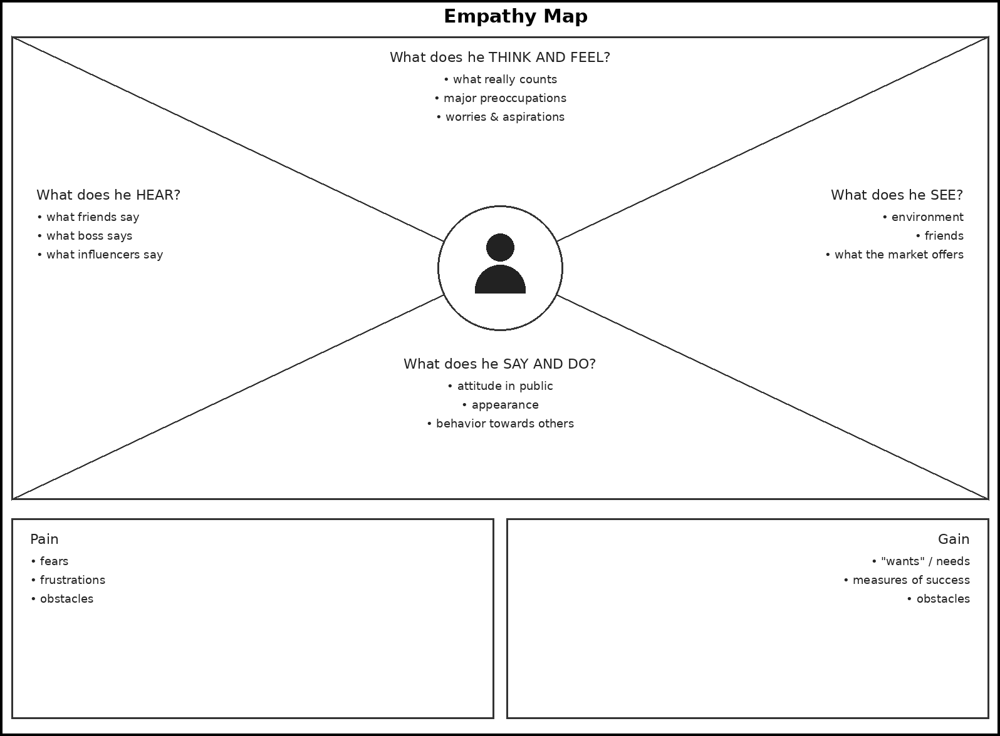 Empathy Map
What does he THINK AND FEEL?
• what really counts
• major preoccupations
• worries & aspirations
What does he HEAR?
• what friends say
• what boss says
• what influencers say
What does he SEE?
• environment
• friends
• what the market offers
What does he SAY AND DO?
• attitude in public
• appearance
• behavior towards others
Pain
• fears
• frustrations
• obstacles
Gain
• "wants" / needs
• measures of success
• obstacles